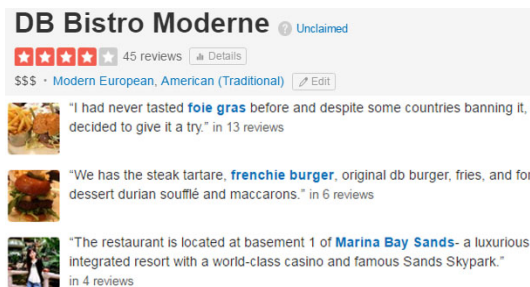 DB Bistro Moderne ? Unclaimed
45 reviews Details
$$$ • Modern European, American (Traditional) Edit
"I had never tasted foie gras before and despite some countries banning it,
decided to give it a try." in 13 reviews
"We has the steak tartare, frenchie burger, original db burger, fries, and for
dessert durian soufflé and maccarons." in 6 reviews
"The restaurant is located at basement 1 of Marina Bay Sands- a luxurious
integrated resort with a world-class casino and famous Sands Skypark."
in 4 reviews